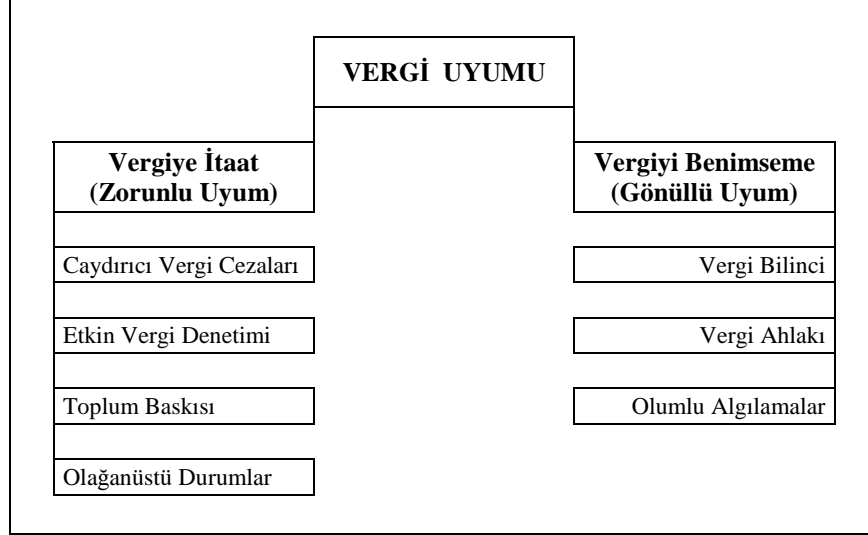 VERGİ UYUMU
Vergiye İtaat
(Zorunlu Uyum)
Caydırıcı Vergi Cezaları
Etkin Vergi Denetimi
Toplum Baskısı
Olağanüstü Durumlar
Vergiyi Benimseme
(Gönüllü Uyum)
Vergi Bilinci
Vergi Ahlakı
Olumlu Algılamalar